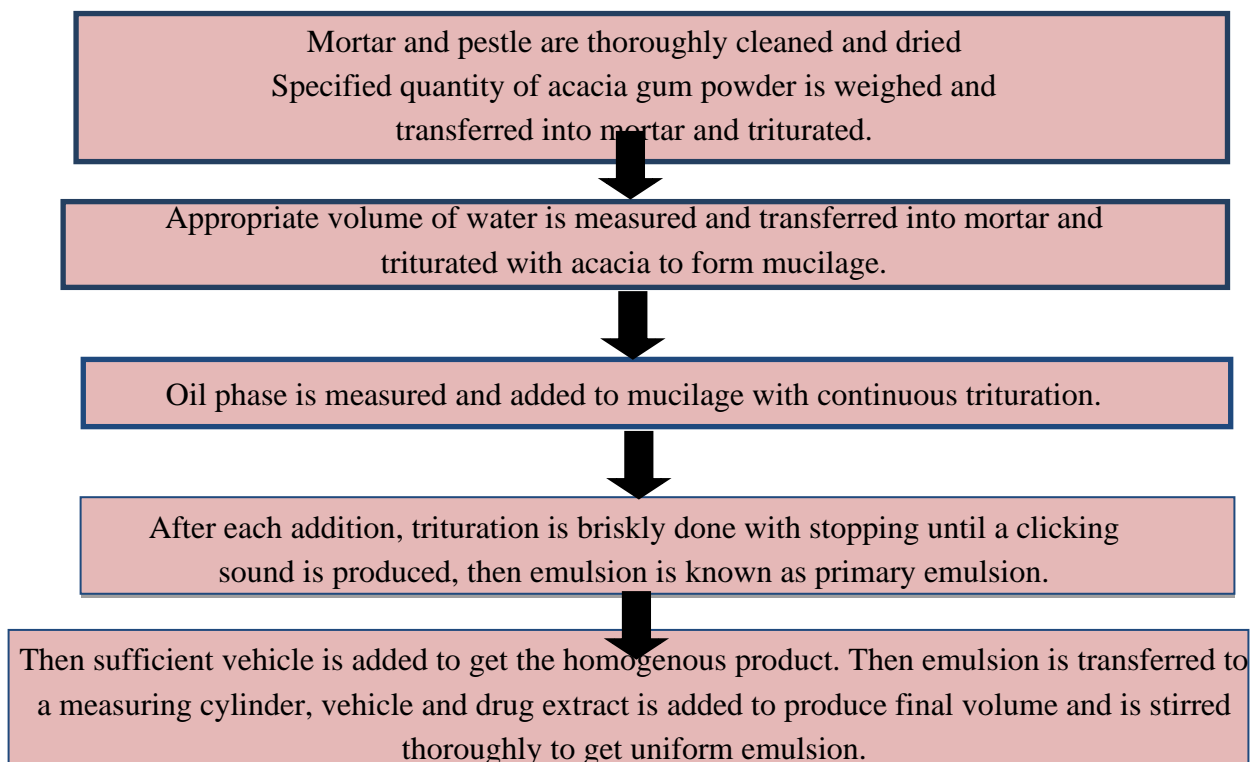 Mortar and pestle are thoroughly cleaned and dried
Specified quantity of acacia gum powder is weighed and
transferred into mortar and triturated.
Appropriate volume of water is measured and transferred into mortar and
triturated with acacia to form mucilage.
Oil phase is measured and added to mucilage with continuous trituration.
After each addition, trituration is briskly done with stopping until a clicking
sound is produced, then emulsion is known as primary emulsion.
Then sufficient vehicle is added to get the homogenous product. Then emulsion is transferred to
a measuring cylinder, vehicle and drug extract is added to produce final volume and is stirred
thoroughly to get uniform emulsion.